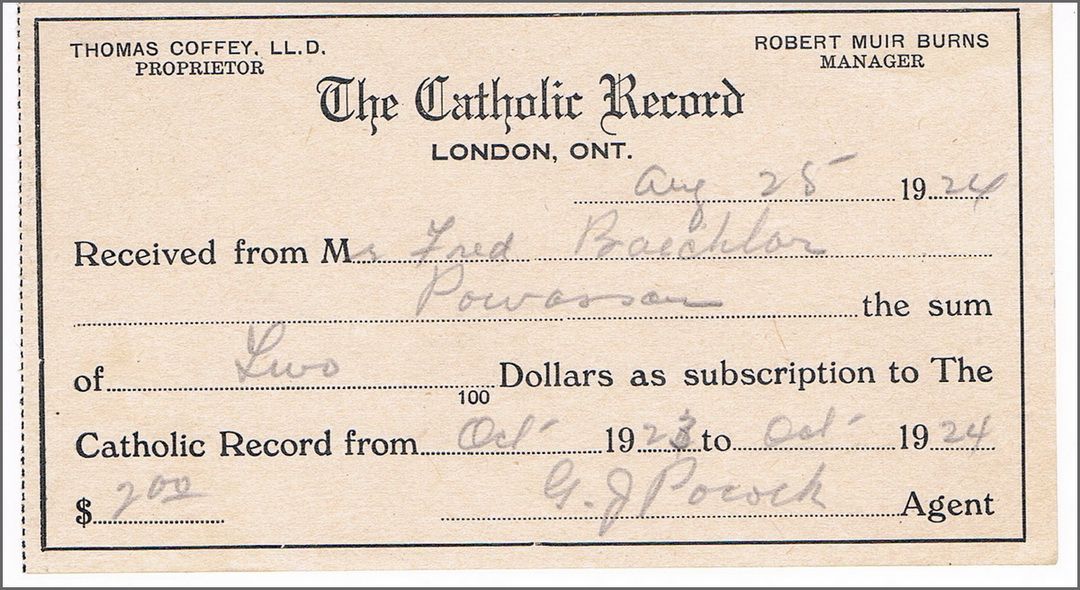 THOMAS COFFEY, LL.D.
PROPRIETOR
ROBERT MUIR BURNS
MANAGER
The Catholic Record
LONDON, ONT.
Aug 25 1924
Received from Mr Fred Baechlor
Powassan the sum
of Two 100 Dollars as subscription to The
Catholic Record from Oct 1923 to Oct 1924
$ 2 00 G. J Pocock Agent